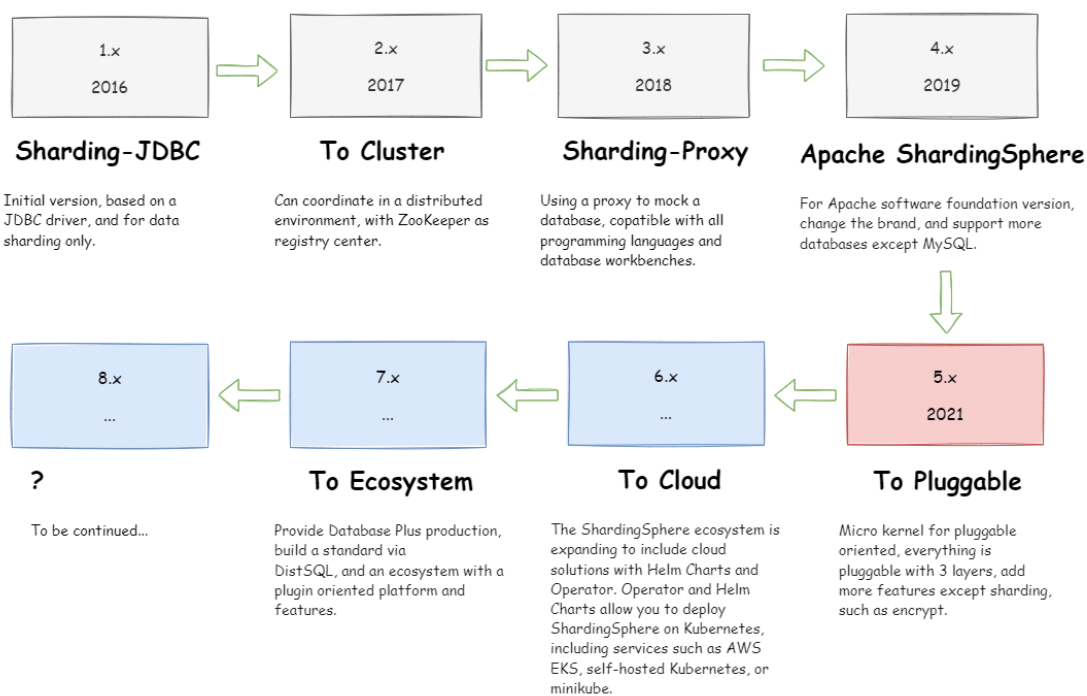 1.x
2016
Sharding-JDBC
Initial version, based on a
JDBC driver, and for data
sharding only.
2.x
2017
To Cluster
Can coordinate in a distributed
environment, with ZooKeeper as
registry center.
3.x
2018
Sharding-Proxy
Using a proxy to mock a
database, copatible with all
programming languages and
database workbenches.
4.x
2019
Apache ShardingSphere
For Apache software foundation version,
change the brand, and support more
databases except MySQL.
5.x
2021
To Pluggable
Micro kernel for pluggable
oriented, everything is
pluggable with 3 layers, add
more features except sharding,
such as encrypt.
6.x
...
To Cloud
The ShardingSphere ecosystem is
expanding to include cloud
solutions with Helm Charts and
Operator. Operator and Helm
Charts allow you to deploy
ShardingSphere on Kubernetes,
including services such as AWS
EKS, self-hosted Kubernetes, or
minikube.
7.x
...
To Ecosystem
Provide Database Plus production,
build a standard via
DistSQL, and an ecosystem with a
plugin oriented platform and
features.
8.x
...
?
To be continued...